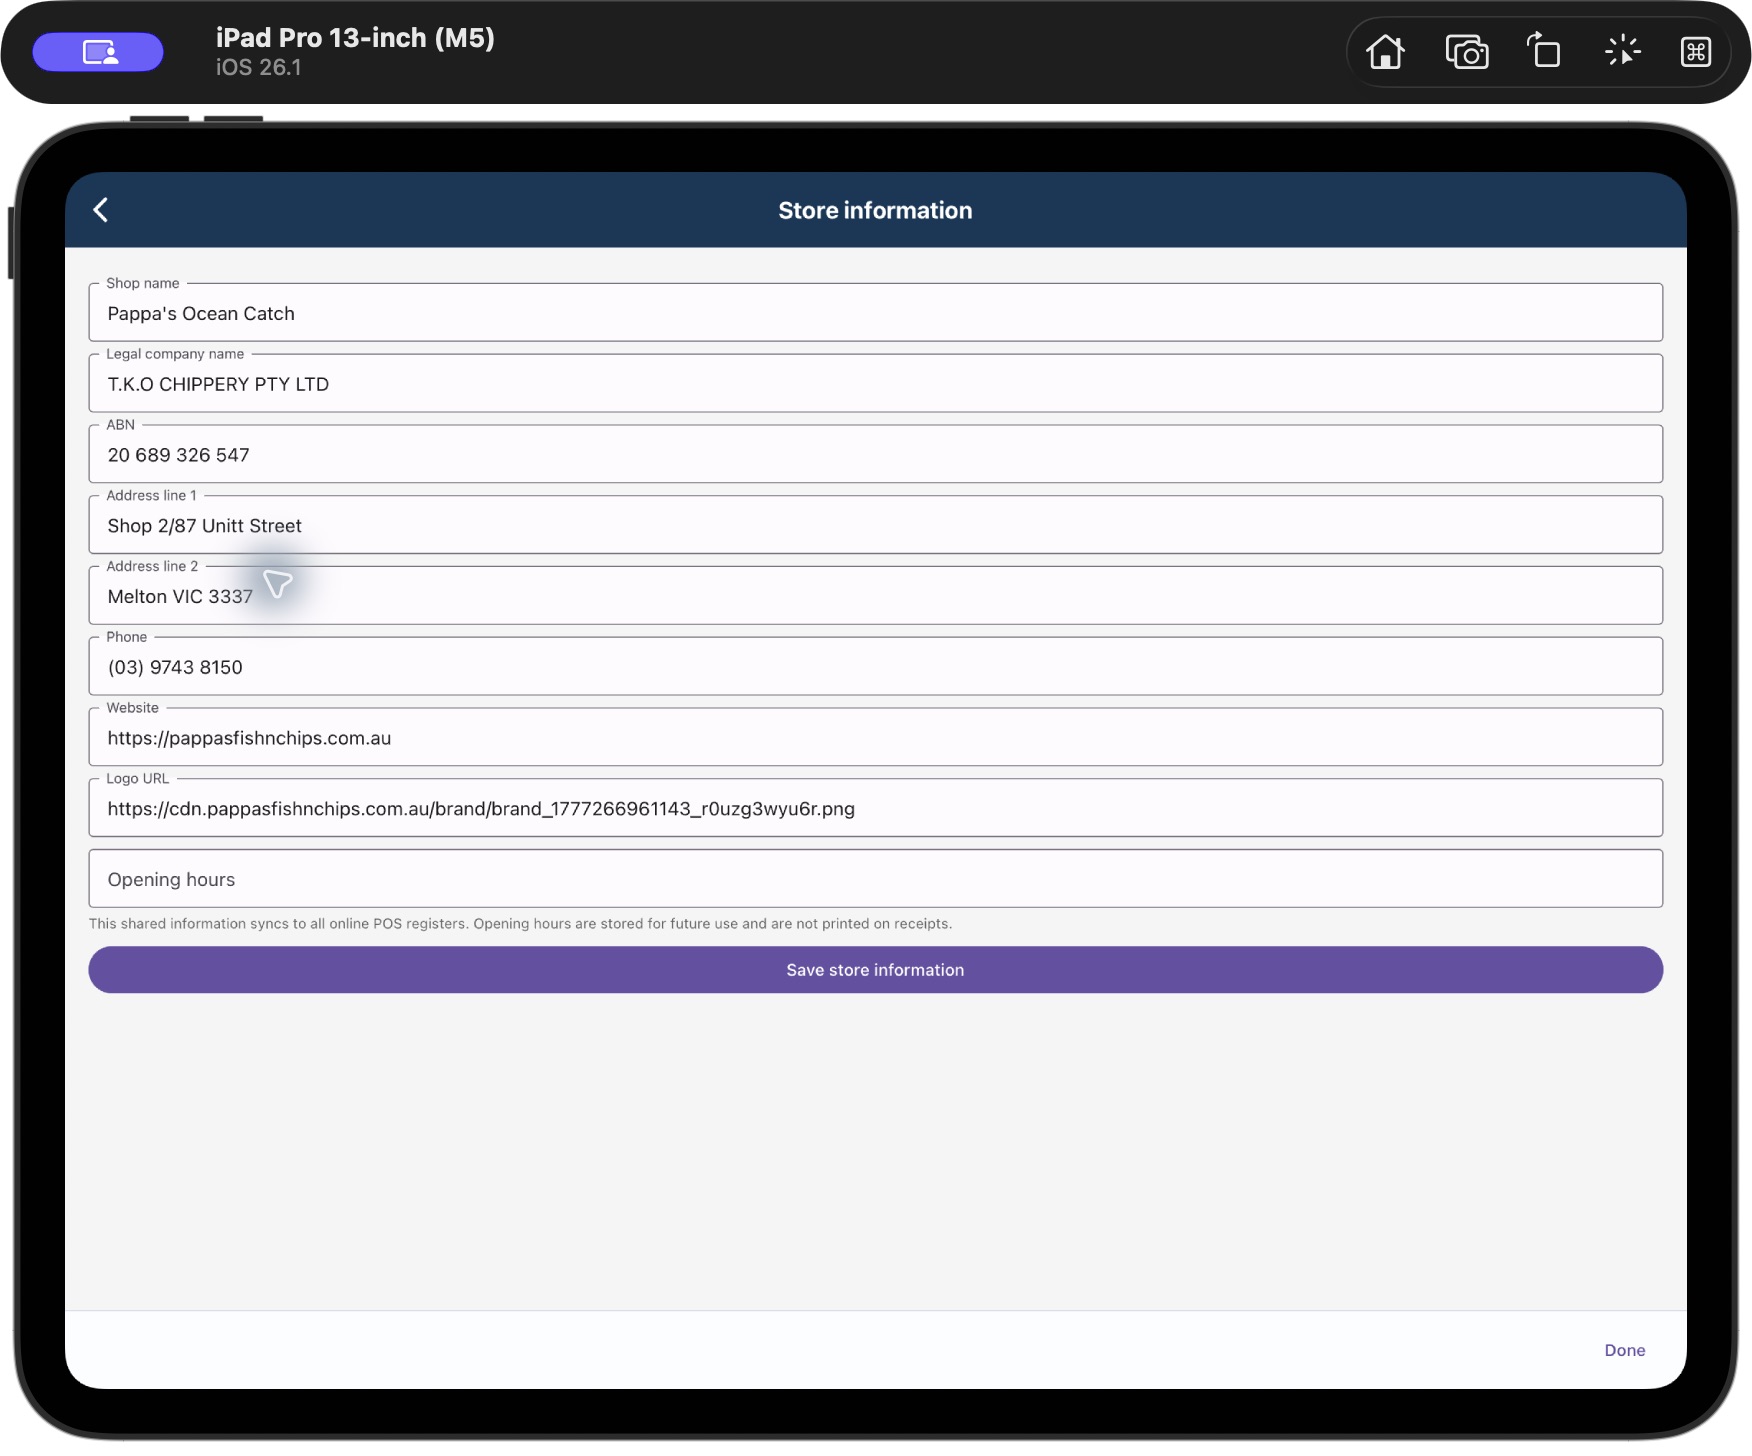 iPad Pro 13-inch (M5)
iOS 26.1
Store information
Shop name
Pappa's Ocean Catch
Legal company name
T.K.O CHIPPERY PTY LTD
ABN
20 689 326 547
Address line 1
Shop 2/87 Unitt Street
Address line 2
Melton VIC 3337
Phone
(03) 9743 8150
Website
https://pappasfishnchips.com.au
Logo URL
https://cdn.pappasfishnchips.com.au/brand/brand_1777266961143_r0uzg3wyu6r.png
Opening hours
This shared information syncs to all online POS registers. Opening hours are stored for future use and are not printed on receipts.
Save store information
Done